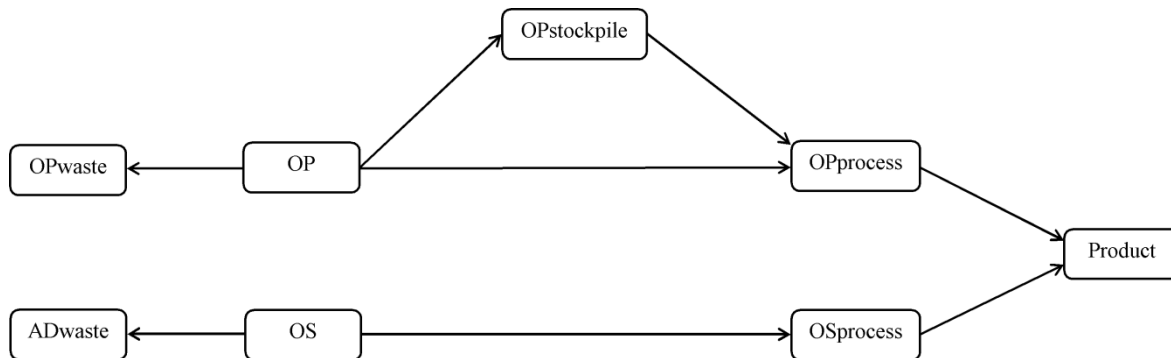 OPstockpile
OPwaste
OP
OPprocess
Product
ADwaste
OS
OSprocess